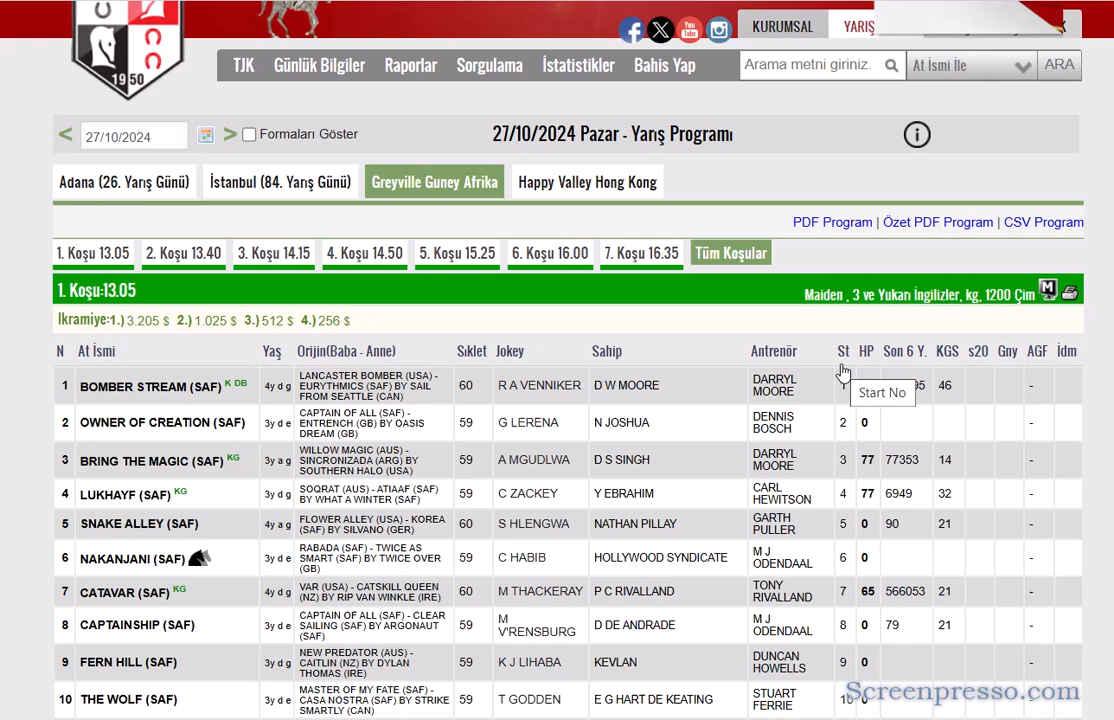 1950
You Tube
KURUMSAL YARIŞ
TJK Günlük Bilgiler Raporlar Sorgulama İstatistikler Bahis Yap Arama metni giriniz. At İsmi İle ARA
< 27/10/2024 > Formaları Göster 27/10/2024 Pazar - Yarış Programı i
Adana (26. Yarış Günü) İstanbul (84. Yarış Günü) Greyville Guney Afrika Happy Valley Hong Kong
PDF Program | Özet PDF Program | CSV Program
1. Koşu 13.05 2. Koşu 13.40 3. Koşu 14.15 4. Koşu 14.50 5. Koşu 15.25 6. Koşu 16.00 7. Koşu 16.35 Tüm Koşular
1. Koşu:13.05 Maiden , 3 ve Yukarı İngilizler, kg, 1200 Çim M
İkramiye:1.) 3.205 $ 2.) 1.025 $ 3.) 512 $ 4.) 256 $
N At İsmi Yaş Orijin(Baba - Anne) Sıklet Jokey Sahip Antrenör St HP Son 6 Y. KGS s20 Gny AGF İdm
1 BOMBER STREAM (SAF) K DB 4y d g LANCASTER BOMBER (USA) - EURYTHMICS (SAF) BY SAIL FROM SEATTLE (CAN) 60 R A VENNIKER D W MOORE DARRYL MOORE 46 -
Start No
2 OWNER OF CREATION (SAF) 3y d e CAPTAIN OF ALL (SAF) - ENTRENCH (GB) BY OASIS DREAM (GB) 59 G LERENA N JOSHUA DENNIS BOSCH 2 0 -
3 BRING THE MAGIC (SAF) KG 3y a g WILLOW MAGIC (AUS) - SINCRONIZADA (ARG) BY SOUTHERN HALO (USA) 59 A MGUDLWA D S SINGH DARRYL MOORE 3 77 77353 14 -
4 LUKHAYF (SAF) KG 3y d g SOQRAT (AUS) - ATIAAF (SAF) BY WHAT A WINTER (SAF) 59 C ZACKEY Y EBRAHIM CARL HEWITSON 4 77 6949 32 -
5 SNAKE ALLEY (SAF) 4y a g FLOWER ALLEY (USA) - KOREA (SAF) BY SILVANO (GER) 60 S HLENGWA NATHAN PILLAY GARTH PULLER 5 0 90 21 -
6 NAKANJANI (SAF) 3y d e RABADA (SAF) - TWICE AS SMART (SAF) BY TWICE OVER (GB) 59 C HABIB HOLLYWOOD SYNDICATE M J ODENDAAL 6 0 -
7 CATAVAR (SAF) KG 4y d g VAR (USA) - CATSKILL QUEEN (NZ) BY RIP VAN WINKLE (IRE) 60 M THACKERAY P C RIVALLAND TONY RIVALLAND 7 65 566053 21 -
8 CAPTAINSHIP (SAF) 3y d e CAPTAIN OF ALL (SAF) - CLEAR SAILING (SAF) BY ARGONAUT (SAF) 59 M V'RENSBURG D DE ANDRADE M J ODENDAAL 8 0 79 21 -
9 FERN HILL (SAF) 3y d g NEW PREDATOR (AUS) - CAITLIN (NZ) BY DYLAN THOMAS (IRE) 59 K J LIHABA KEVLAN DUNCAN HOWELLS 9 0 -
10 THE WOLF (SAF) 3y d g MASTER OF MY FATE (SAF) - CASA NOSTRA (SAF) BY STRIKE SMARTLY (CAN) 59 T GODDEN E G HART DE KEATING STUART FERRIE
Screenpresso.com